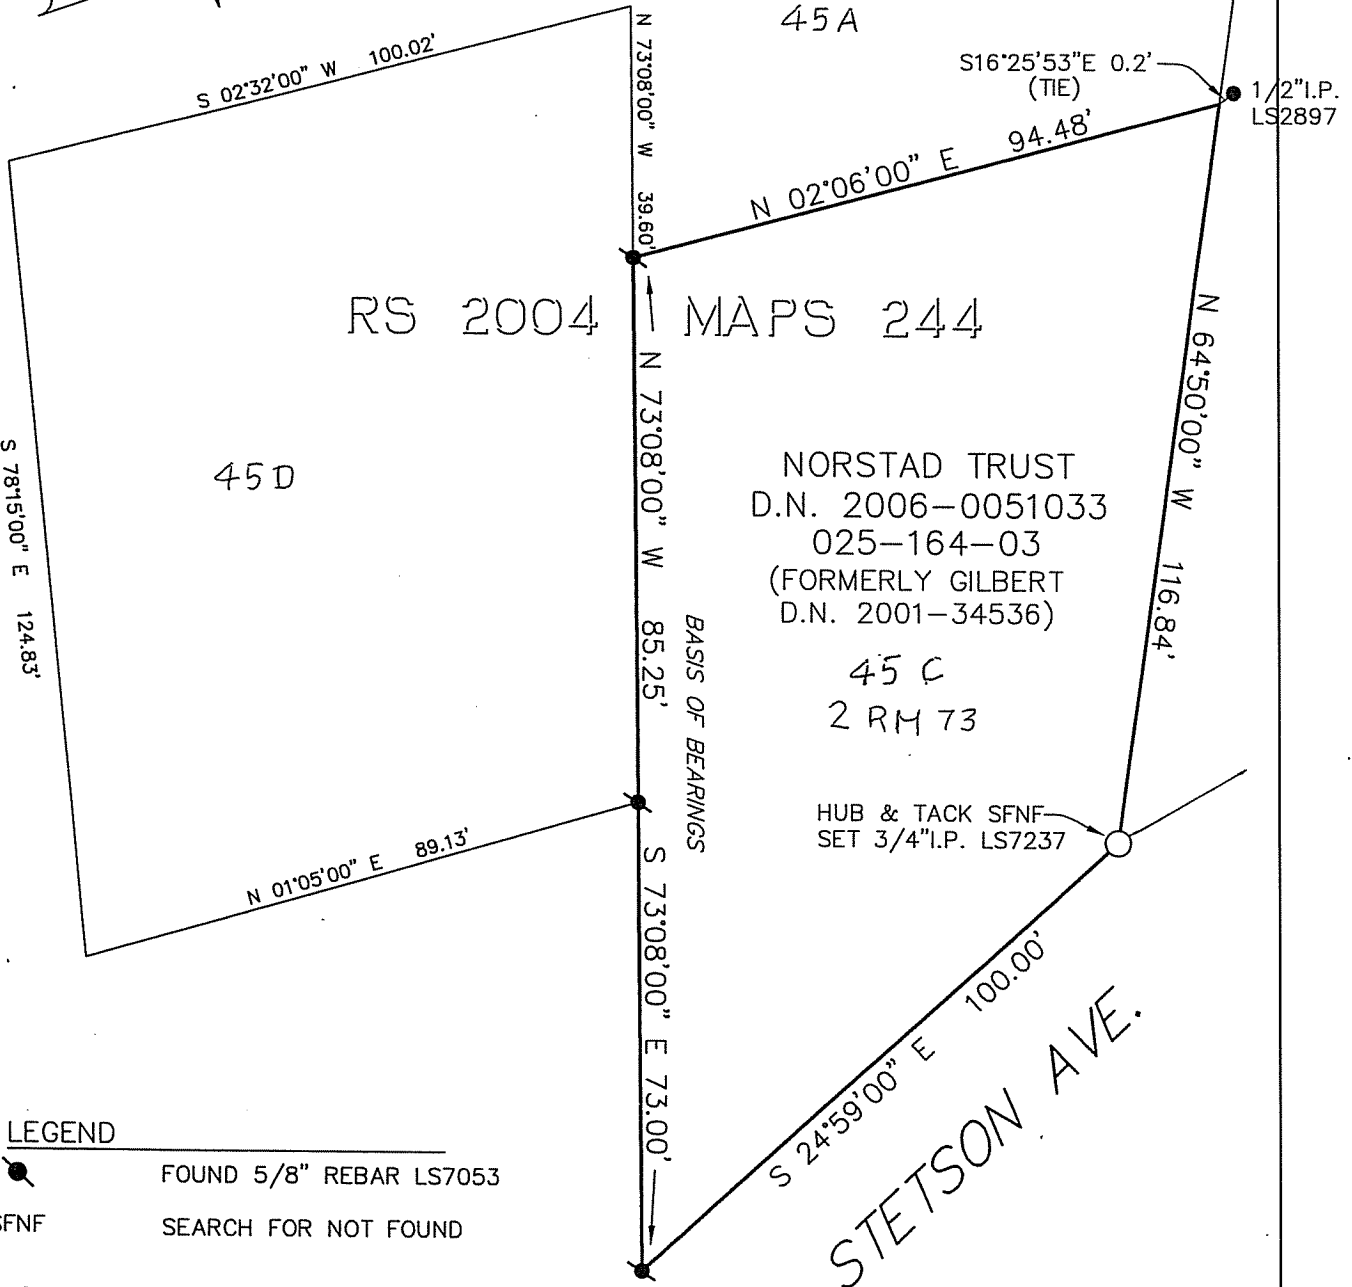 45A
S 02°32'00" W 100.02'
N 73°08'00" W 39.60'
S16°25'53"E 0.2'
(TIE)
1/2"I.P.
LS2897
N 02°06'00" E 94.48'
RS 2004 MAPS 244
N 73°08'00" W 85.25'
N 64°50'00" W 116.84'
S 78°15'00" E 124.83'
45D
NORSTAD TRUST
D.N. 2006-0051033
025-164-03
(FORMERLY GILBERT
D.N. 2001-34536)
45 C
2 RM 73
BASIS OF BEARINGS
HUB & TACK SFNF
SET 3/4"I.P. LS7237
N 01°05'00" E 89.13'
S 73°08'00" E 73.00'
S 24°59'00" E 100.00'
STETSON AVE.
LEGEND
FOUND 5/8" REBAR LS7053
SFNF SEARCH FOR NOT FOUND